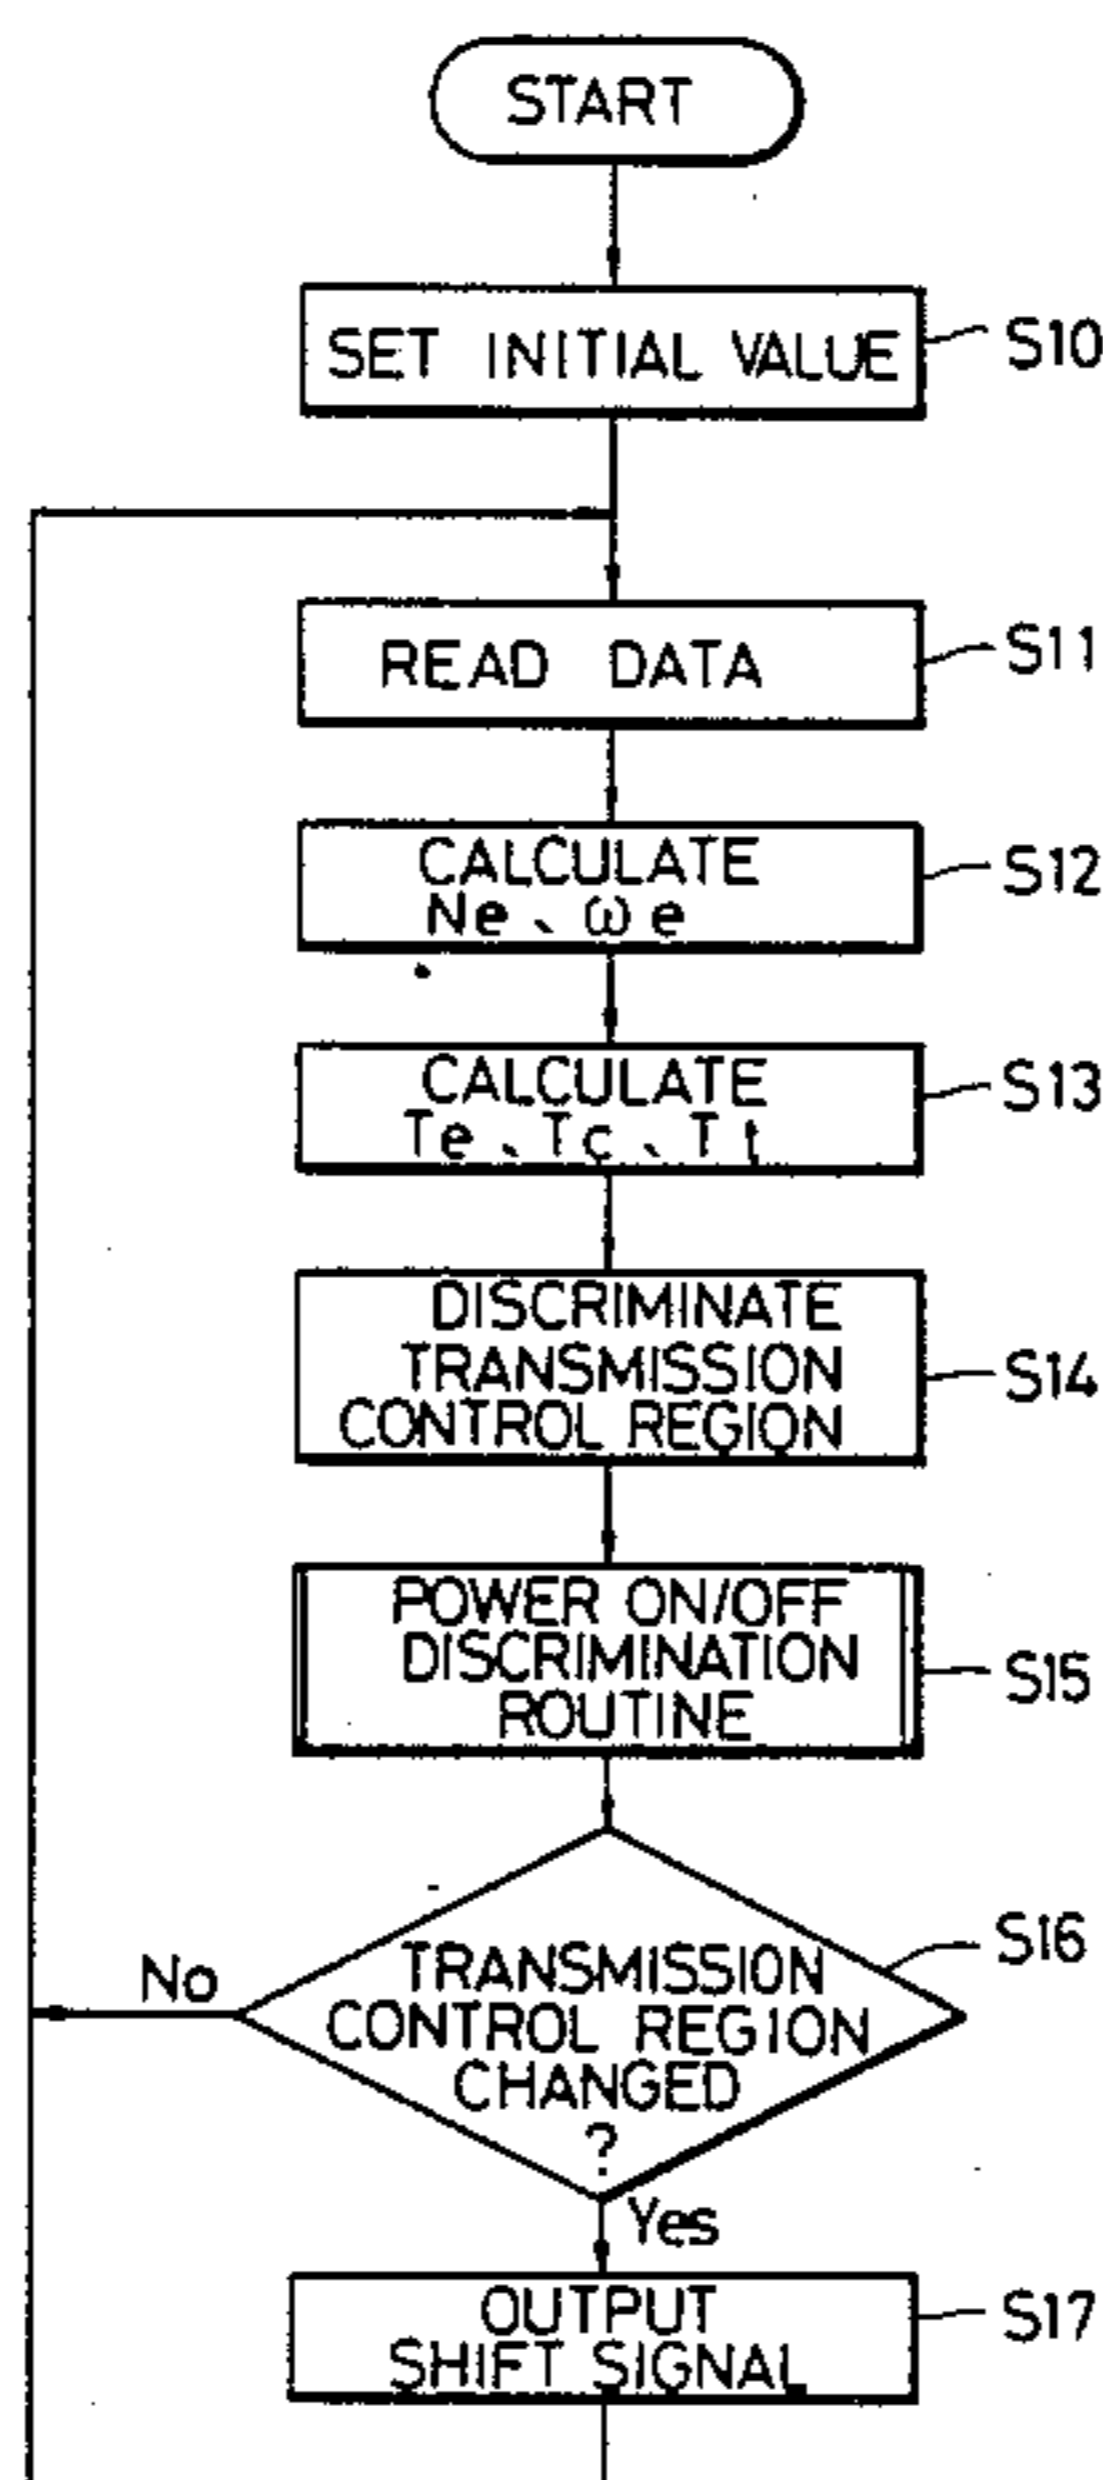 START
SET INITIAL VALUE
S10
READ DATA
S11
CALCULATE
Ne、ωe
S12
CALCULATE
Te、Tc、Tt
S13
DISCRIMINATE
TRANSMISSION
CONTROL REGION
S14
POWER ON/OFF
DISCRIMINATION
ROUTINE
S15
TRANSMISSION
CONTROL REGION
CHANGED
?
S16
No
Yes
OUTPUT
SHIFT SIGNAL
S17